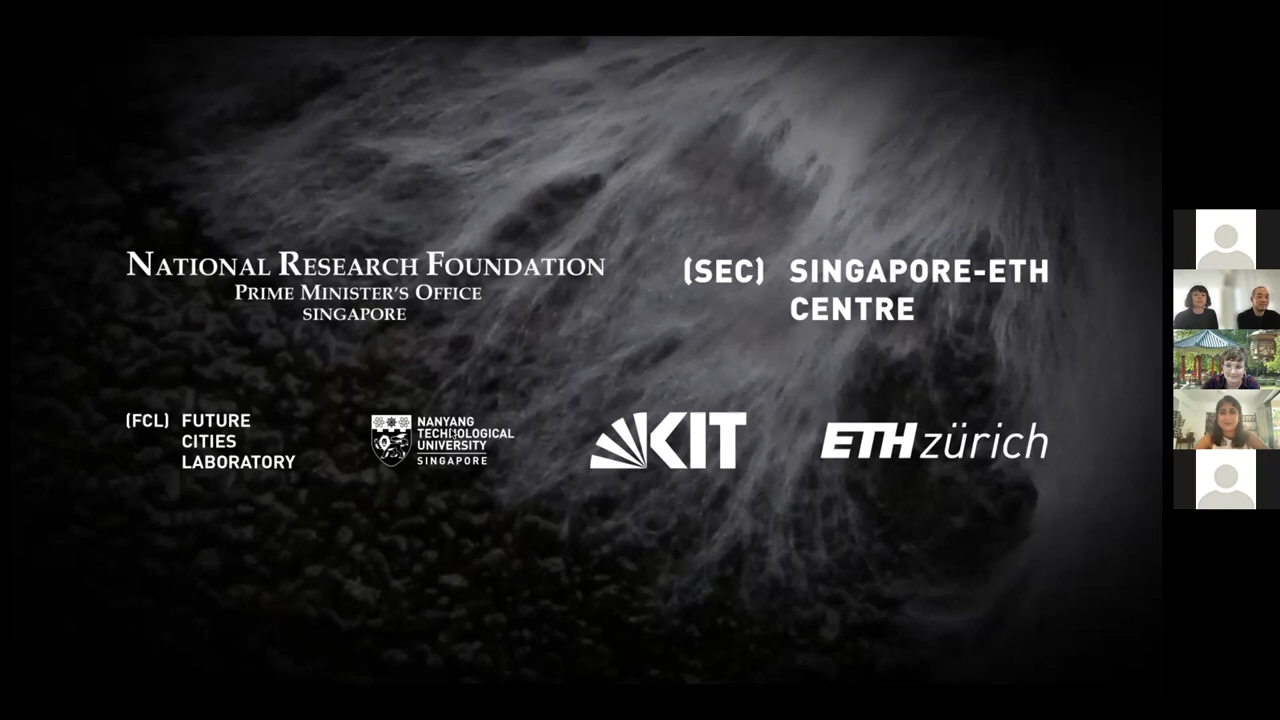 NATIONAL RESEARCH FOUNDATION
PRIME MINISTER'S OFFICE
SINGAPORE
(SEC) SINGAPORE-ETH
CENTRE
(FCL) FUTURE
CITIES
LABORATORY
NANYANG
TECHNOLOGICAL
UNIVERSITY
SINGAPORE
KIT
ETH zürich